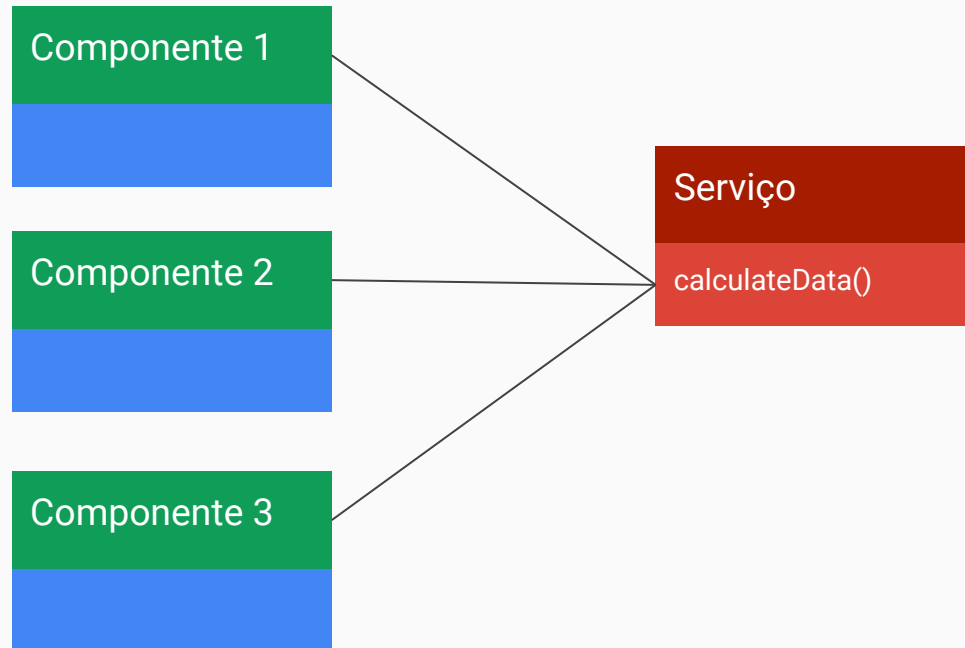 Componente 1
Componente 2
Componente 3
Serviço
calculateData()